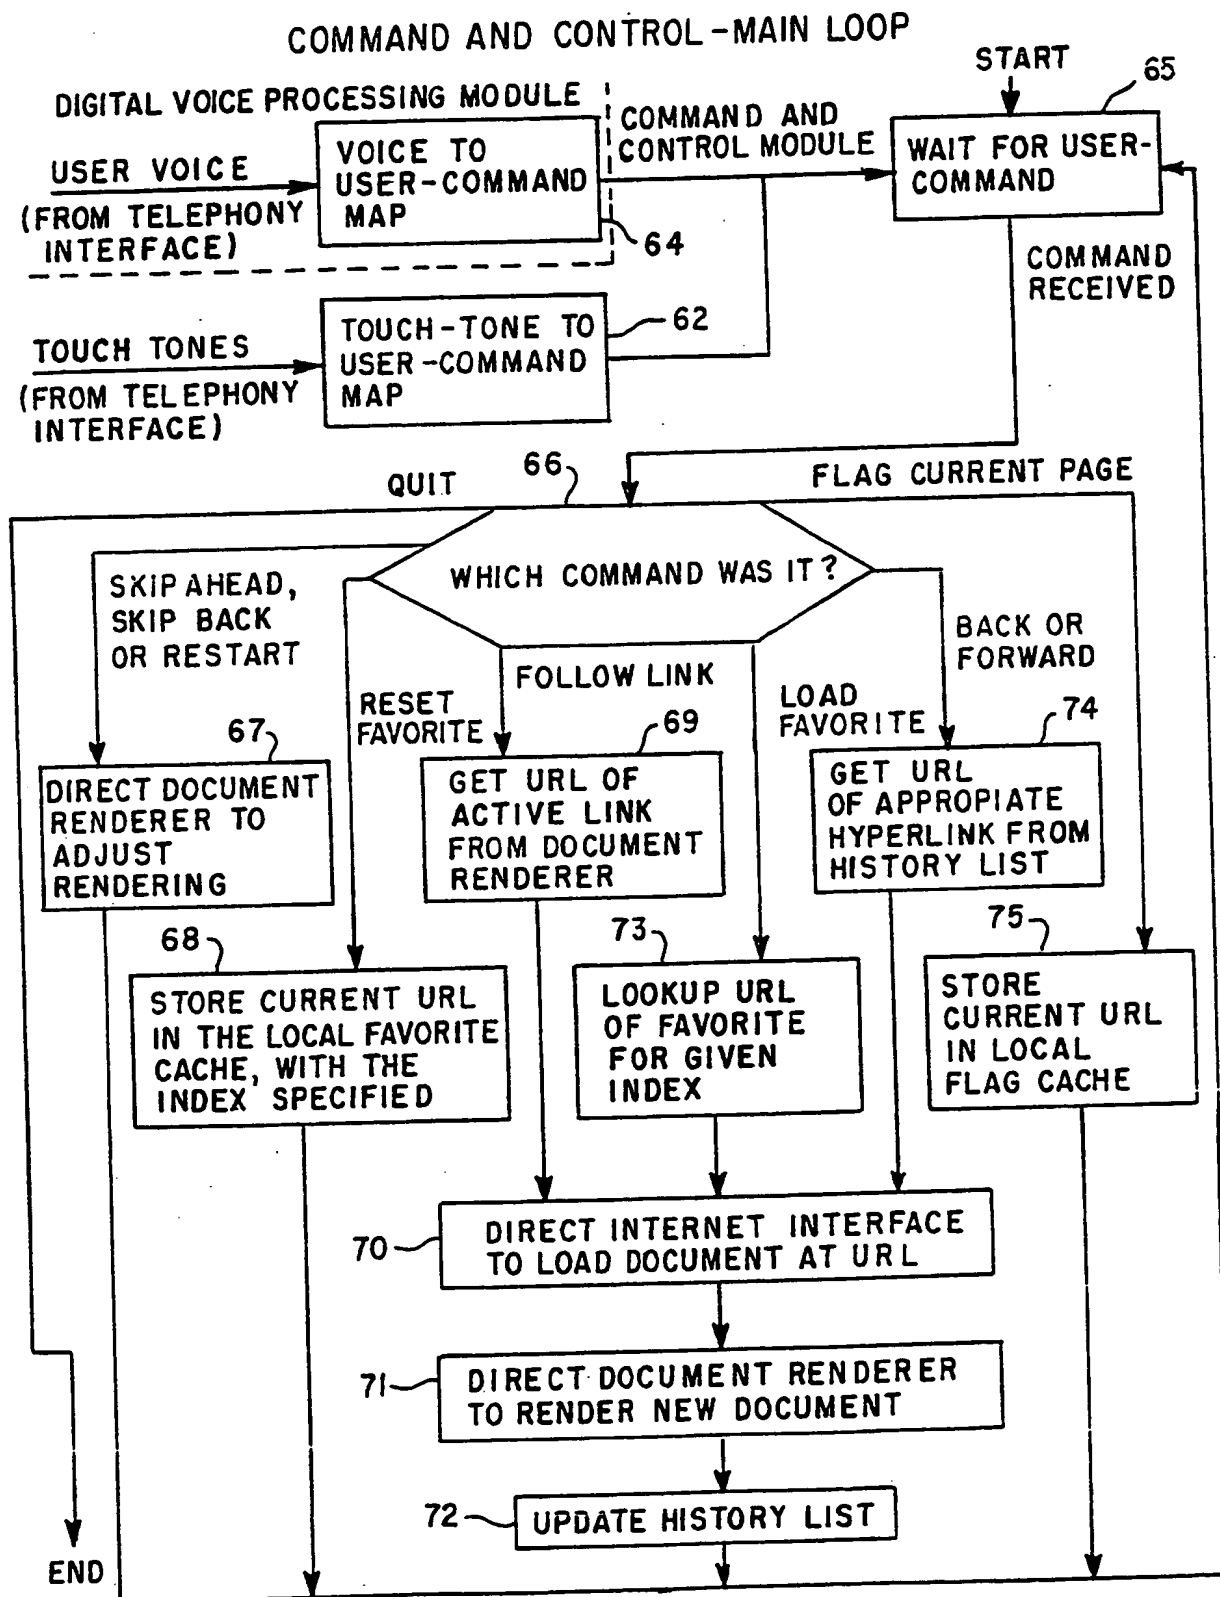 COMMAND AND CONTROL-MAIN LOOP
START
65
DIGITAL VOICE PROCESSING MODULE
COMMAND AND
CONTROL MODULE
USER VOICE
(FROM TELEPHONY
INTERFACE)
VOICE TO
USER-COMMAND
MAP
64
WAIT FOR USER-
COMMAND
COMMAND
RECEIVED
TOUCH TONES
(FROM TELEPHONY
INTERFACE)
TOUCH-TONE TO
USER-COMMAND
MAP
62
QUIT
66
FLAG CURRENT PAGE
WHICH COMMAND WAS IT?
SKIP AHEAD,
SKIP BACK
OR RESTART
RESET
FAVORITE
FOLLOW LINK
LOAD
FAVORITE
BACK OR
FORWARD
67
DIRECT DOCUMENT
RENDERER TO
ADJUST
RENDERING
69
GET URL OF
ACTIVE LINK
FROM DOCUMENT
RENDERER
74
GET URL
OF APPROPIATE
HYPERLINK FROM
HISTORY LIST
68
STORE CURRENT URL
IN THE LOCAL FAVORITE
CACHE, WITH THE
INDEX SPECIFIED
73
LOOKUP URL
OF FAVORITE
FOR GIVEN
INDEX
75
STORE
CURRENT URL
IN LOCAL
FLAG CACHE
70
DIRECT INTERNET INTERFACE
TO LOAD DOCUMENT AT URL
71
DIRECT DOCUMENT RENDERER
TO RENDER NEW DOCUMENT
72
UPDATE HISTORY LIST
END